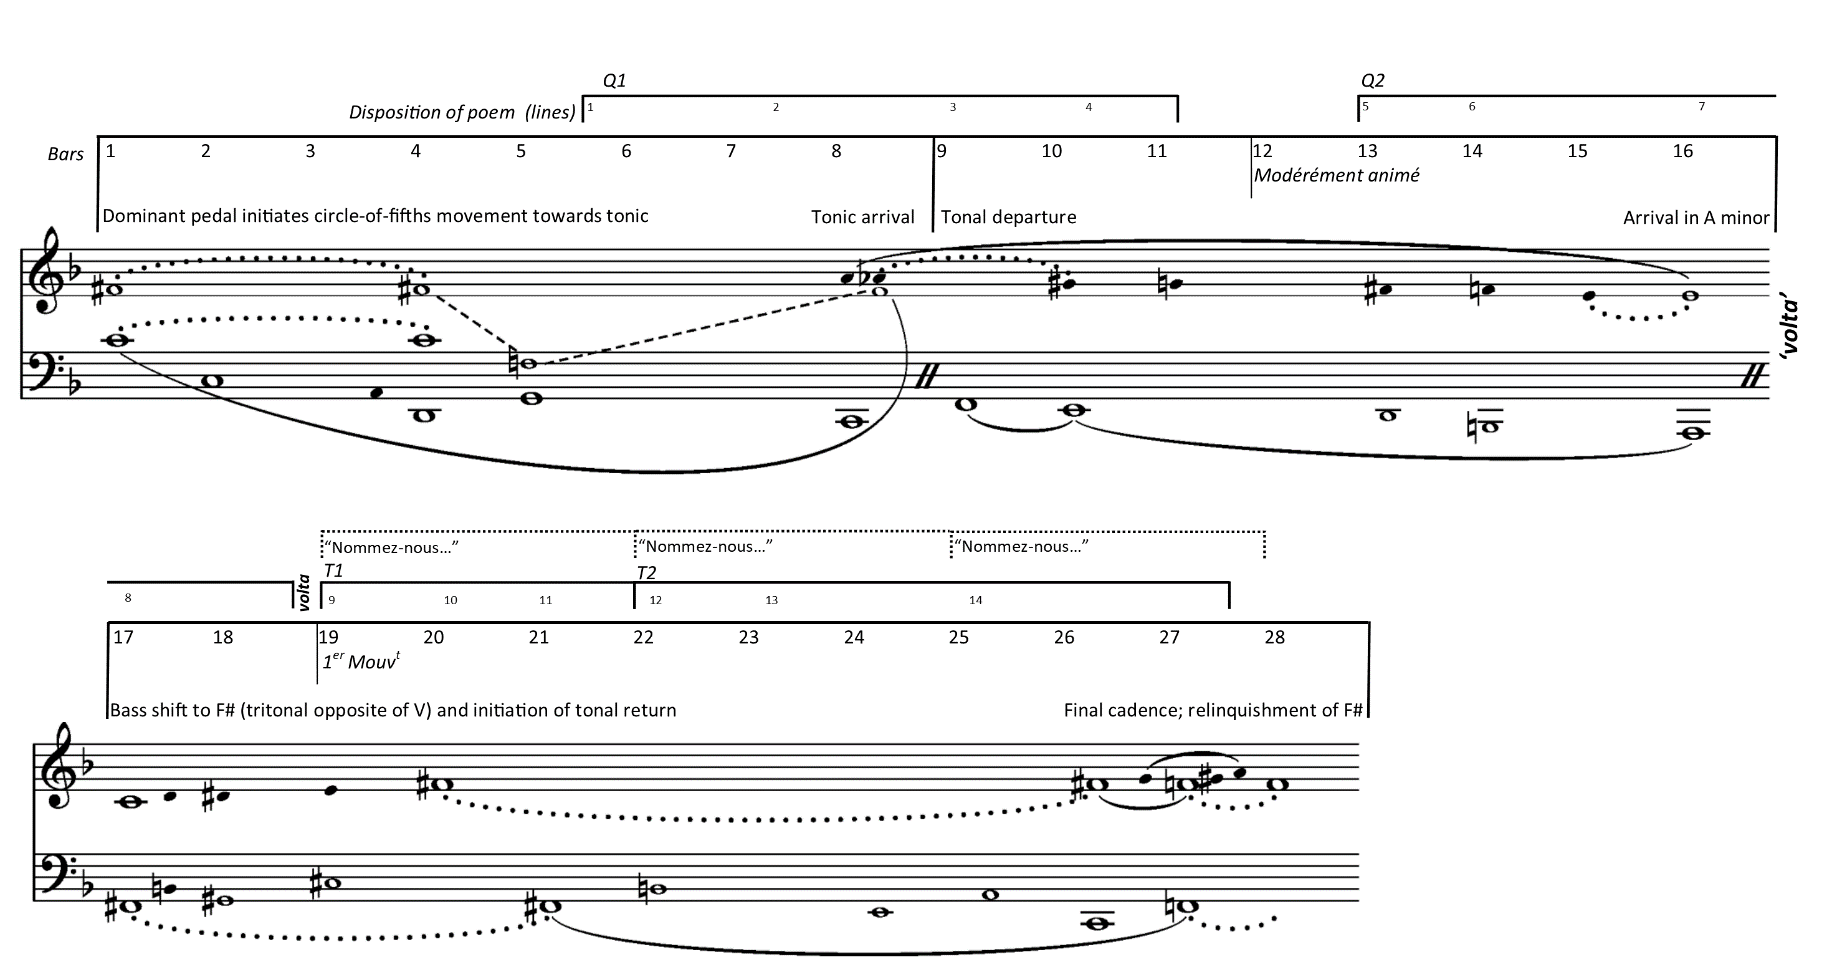 Q1 Q2
Disposition of poem (lines) 1 2 3 4 5 6 7
Bars 1 2 3 4 5 6 7 8 9 10 11 12 13 14 15 16
Modérément animé
Dominant pedal initiates circle-of-fifths movement towards tonic Tonic arrival Tonal departure Arrival in A minor
‘volta’
“Nommez-nous…” “Nommez-nous…” “Nommez-nous…”
T1 T2
8 volta 9 10 11 12 13 14
17 18 19 20 21 22 23 24 25 26 27 28
1er Mouvt
Bass shift to F# (tritonal opposite of V) and initiation of tonal return Final cadence; relinquishment of F#